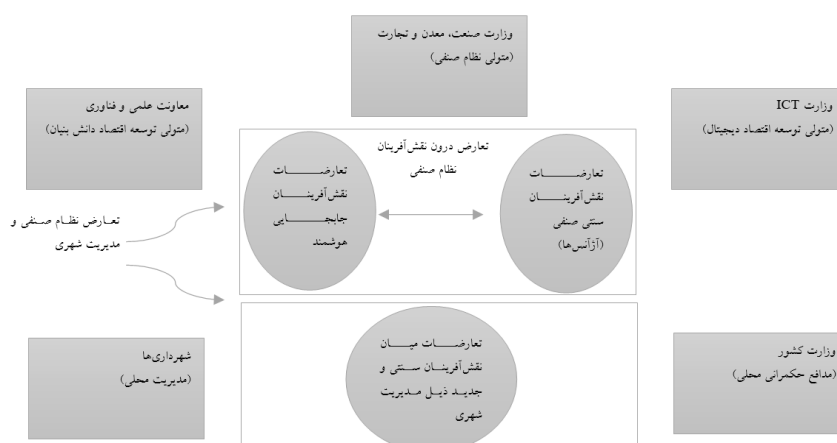 وزارت صنعت، معدن و تجارت
(متولی نظام صنفی)
وزارت ICT
(متولی توسعه اقتصاد دیجیتال)
معاونت علمی و فناوری
(متولی توسعه اقتصاد دانش بنیان)
تعارض درون نقش‌آفرینان
نظام صنفی
تعارضات
نقش‌آفرینان
سنتی صنفی
(آژانس‌ها)
تعارضات
نقش‌آفرینان
جابجایی
هوشمند
تعارض نظام صنفی و
مدیریت شهری
تعارضات میان
نقش‌آفرینان سنتی و
جدید ذیل مدیریت
شهری
وزارت کشور
(مدافع حکمرانی محلی)
شهرداری‌ها
(مدیریت محلی)